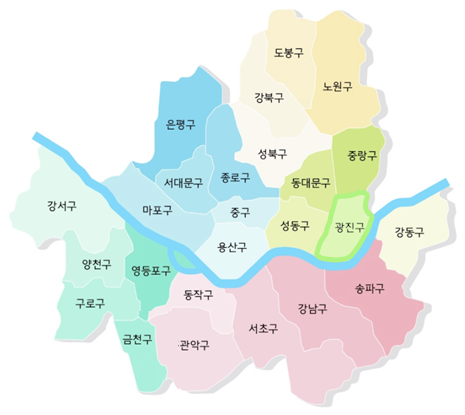 도봉구
노원구
강북구
은평구
성북구
중랑구
서대문구
종로구
동대문구
강서구
마포구
중구
성동구
광진구
강동구
용산구
양천구
영등포구
동작구
송파구
구로구
강남구
서초구
금천구
관악구